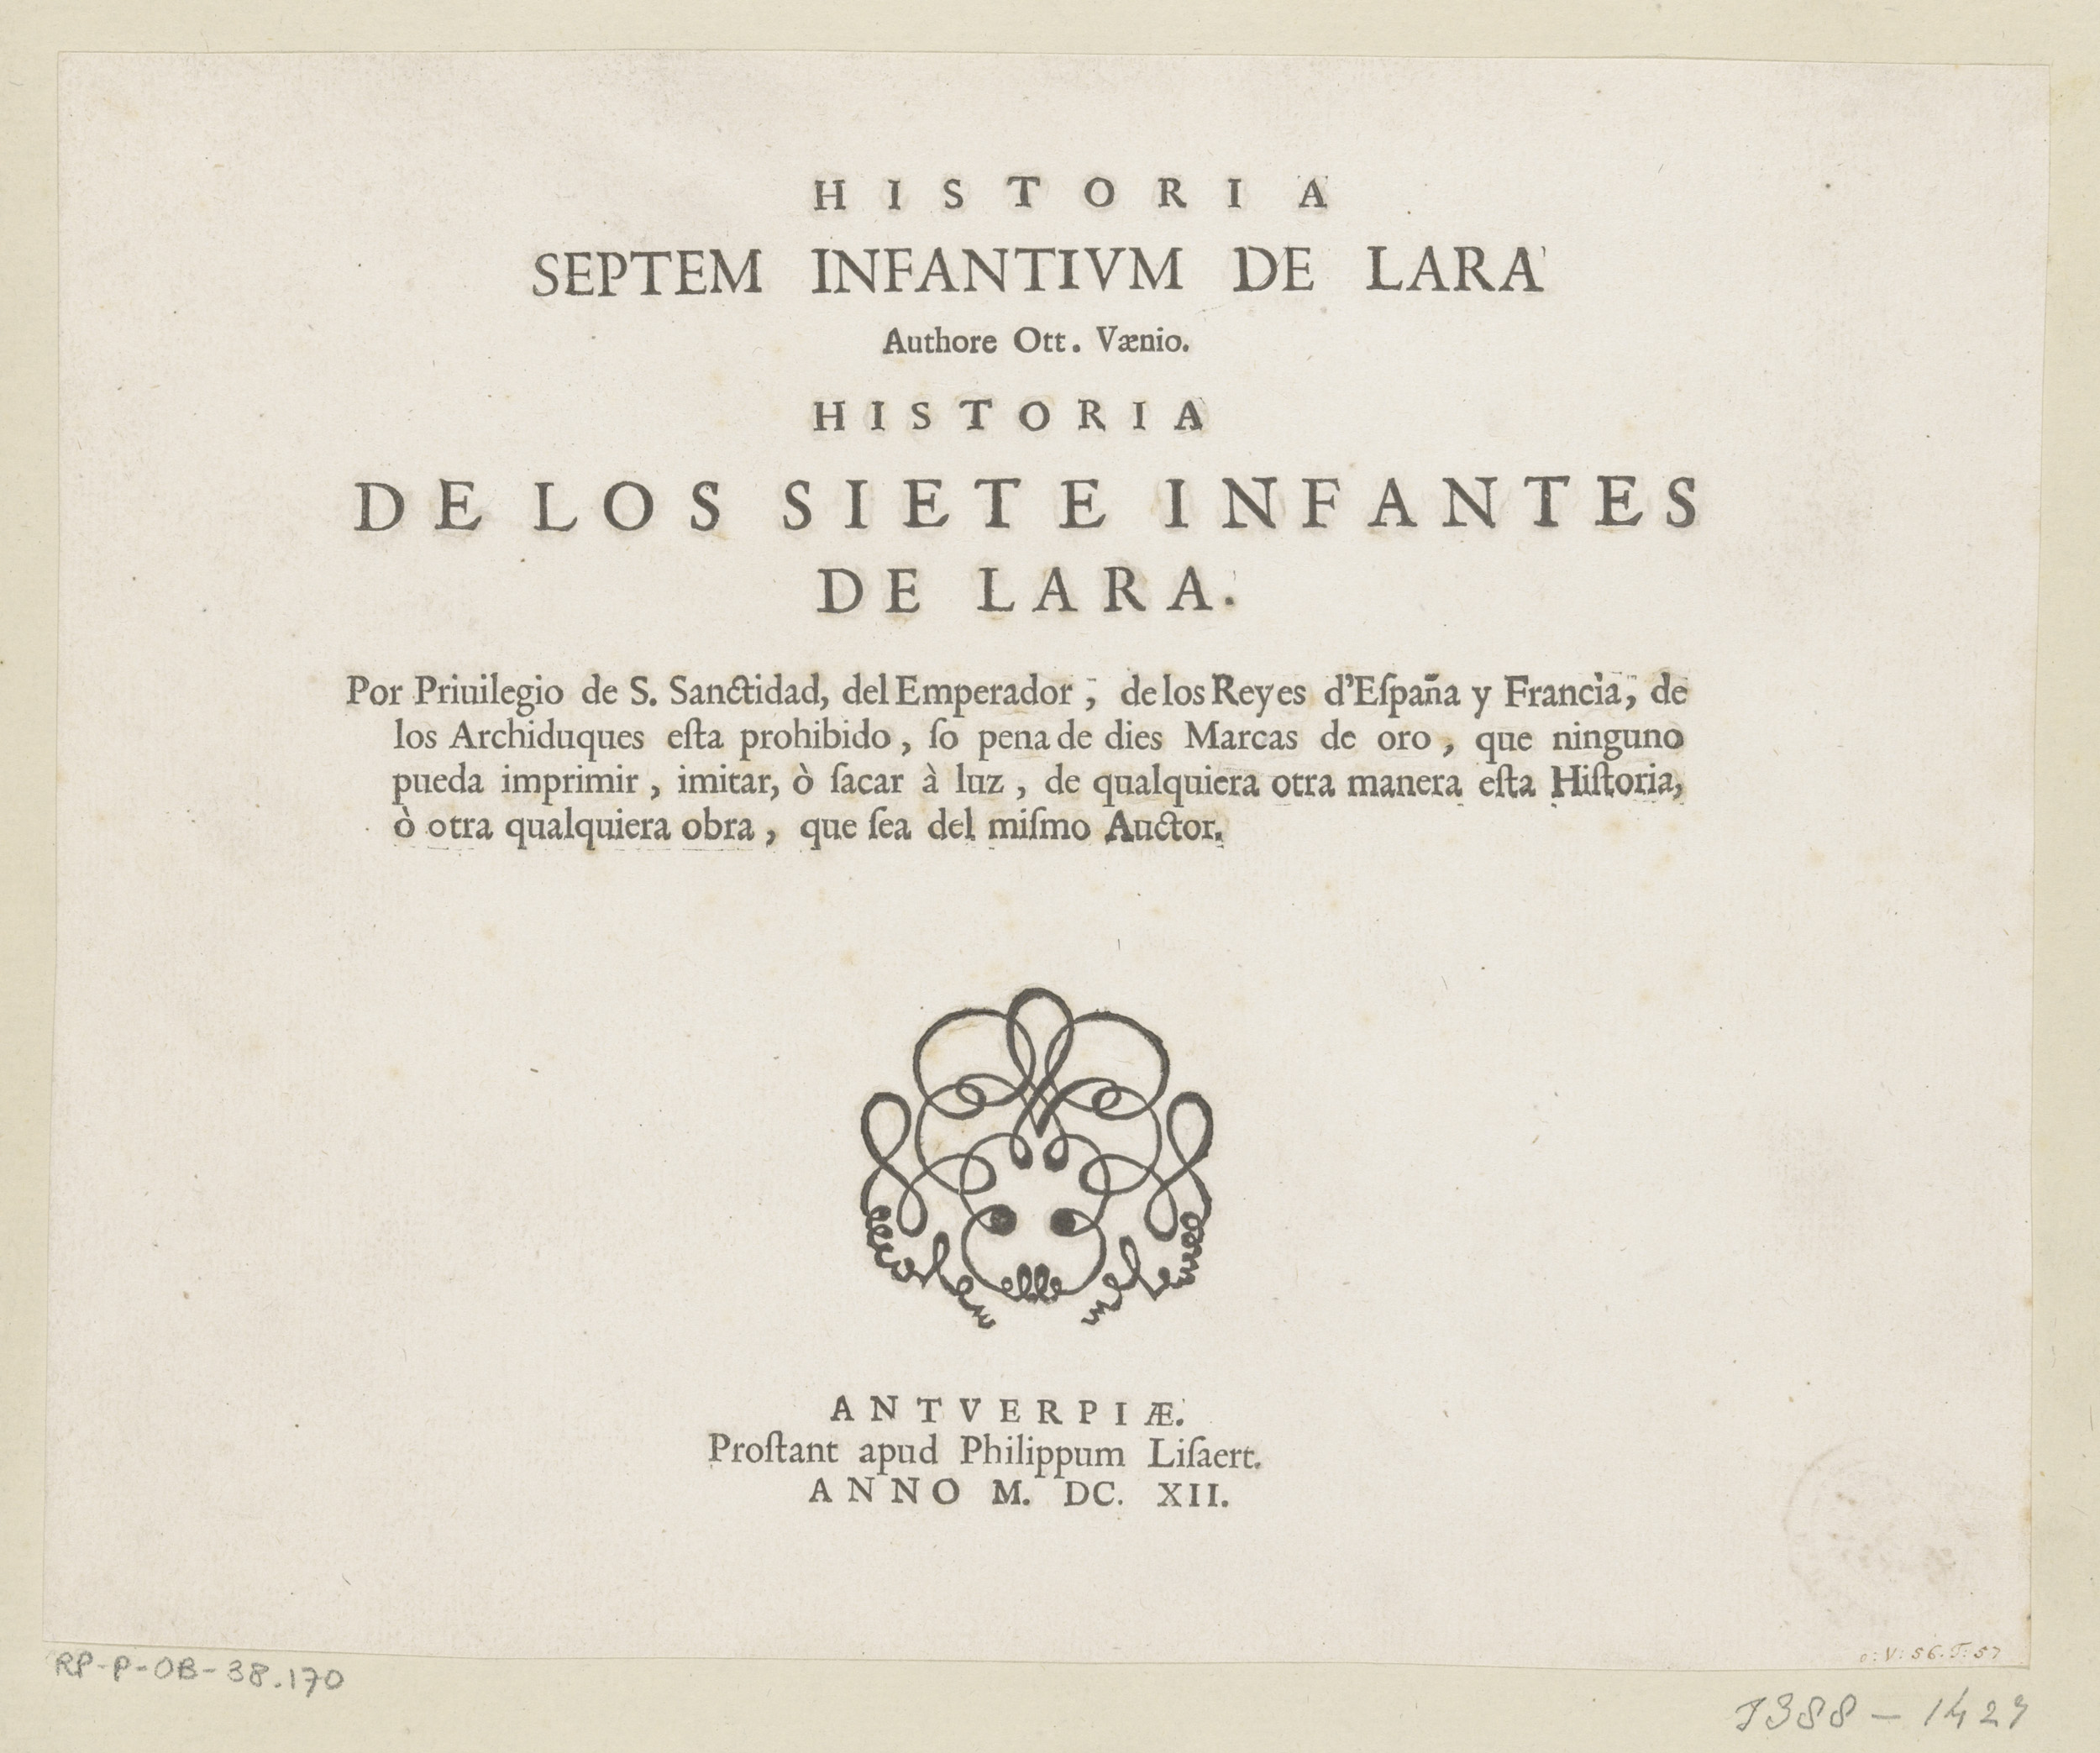 HISTORIA
SEPTEM INFANTIVM DE LARA
Authore Ott. Vænio.
HISTORIA
DE LOS SIETE INFANTES
DE LARA.
Por Priuilegio de S. Sanctidad, del Emperador, de los Reyes d'Eſpaña y Francia, de
los Archiduques eſta prohibido, ſo pena de dies Marcas de oro, que ninguno
pueda imprimir, imitar, ò ſacar à luz, de qualquiera otra manera eſta Hiſtoria,
ò otra qualquiera obra, que ſea del miſmo Auctor.
ANTVERPIÆ.
Proſtant apud Philippum Liſaert.
ANNO M. DC. XII.
o:V:56.T:57
RP-P-OB-38.170
1388-1427